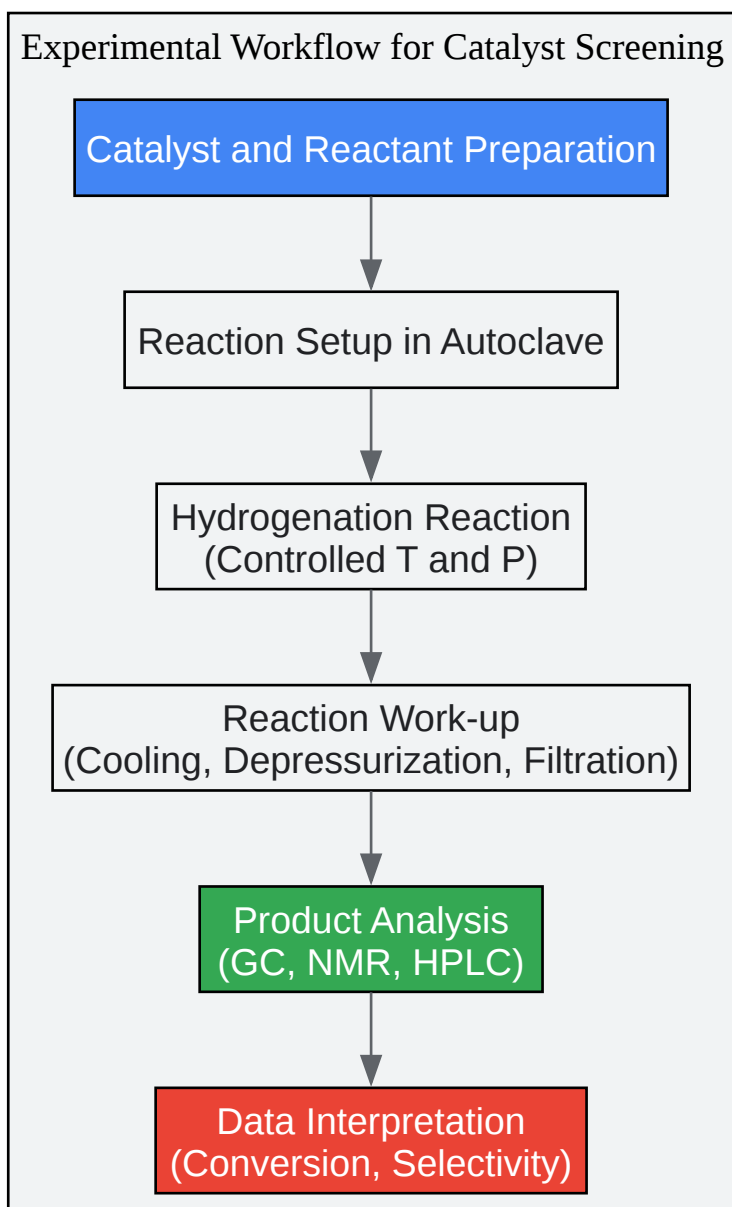 Experimental Workflow for Catalyst Screening
Catalyst and Reactant Preparation
Reaction Setup in Autoclave
Hydrogenation Reaction
(Controlled T and P)
Reaction Work-up
(Cooling, Depressurization, Filtration)
Product Analysis
(GC, NMR, HPLC)
Data Interpretation
(Conversion, Selectivity)